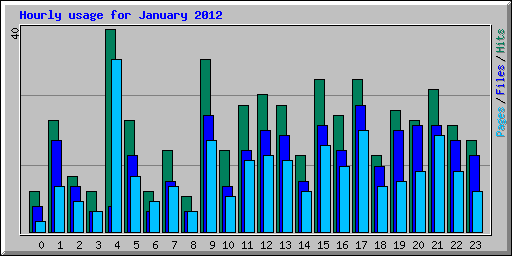 Hourly usage for January 2012
40
Pages / Files / Hits
0 1 2 3 4 5 6 7 8 9 10 11 12 13 14 15 16 17 18 19 20 21 22 23